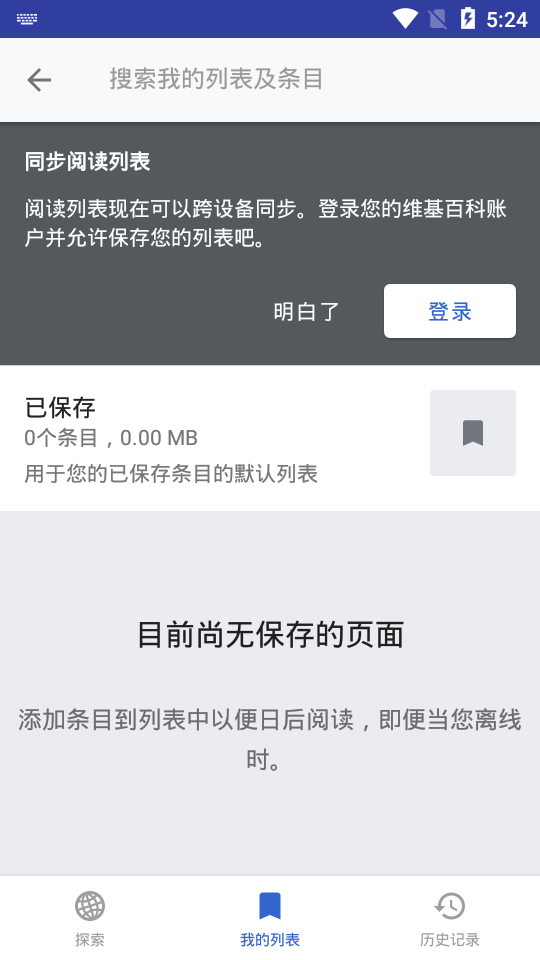 5:24
搜索我的列表及条目
同步阅读列表
阅读列表现在可以跨设备同步。登录您的维基百科账
户并允许保存您的列表吧。
明白了
登录
已保存
0个条目，0.00 MB
用于您的已保存条目的默认列表
目前尚无保存的页面
添加条目到列表中以便日后阅读，即便当您离线
时。
探索
我的列表
历史记录